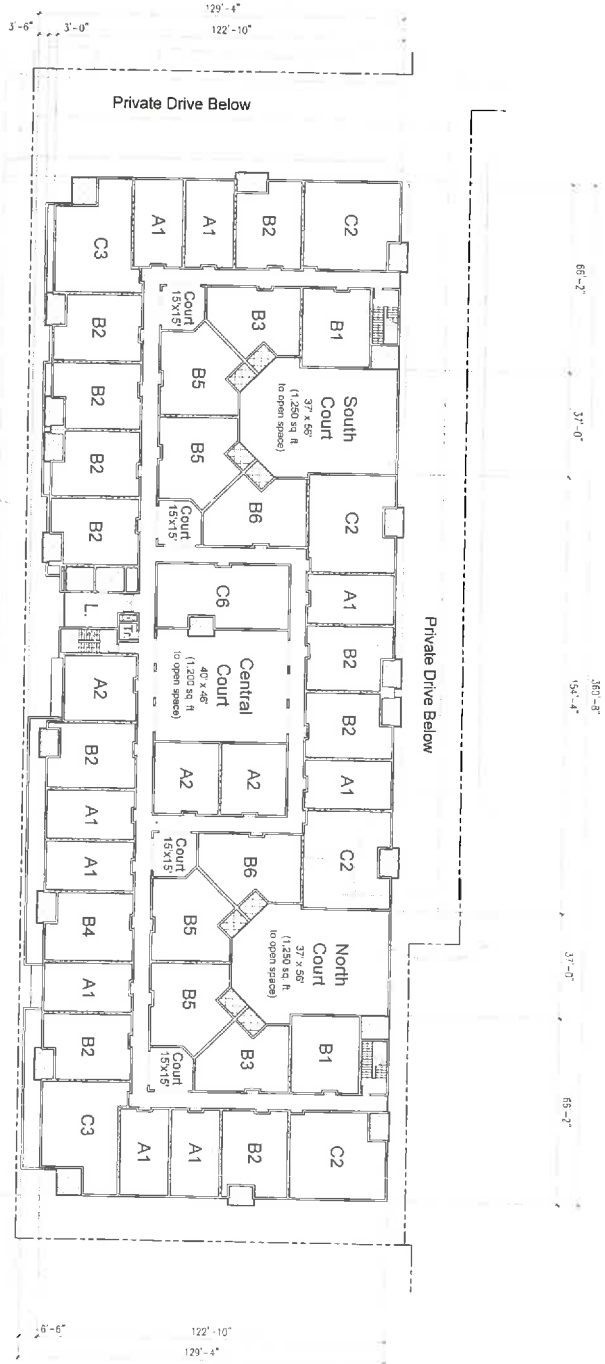 129'-4"
3'-6"
3'-0"
122'-10"
Private Drive Below
C3
A1
A1
B2
C2
66'-2"
Court
15'x15'
B3
B1
B2
B5
South
Court
37' x 56'
(1,250 sq. ft
to open space)
37'-0"
B2
B2
B5
B6
C2
B2
Court
15'x15'
C6
A1
L.
Tr.
Central
Court
40' x 46'
(1,200 sq. ft
to open space)
B2
Private Drive Below
154'-4"
360'-8"
A2
B2
B2
A2
A2
A1
A1
Court
15'x15'
B6
C2
A1
B4
B5
North
Court
37' x 56'
(1,250 sq. ft
to open space)
37'-0"
A1
B5
B2
Court
15'x15'
B3
B1
66'-2"
C3
A1
A1
B2
C2
6'-6"
122'-10"
129'-4"